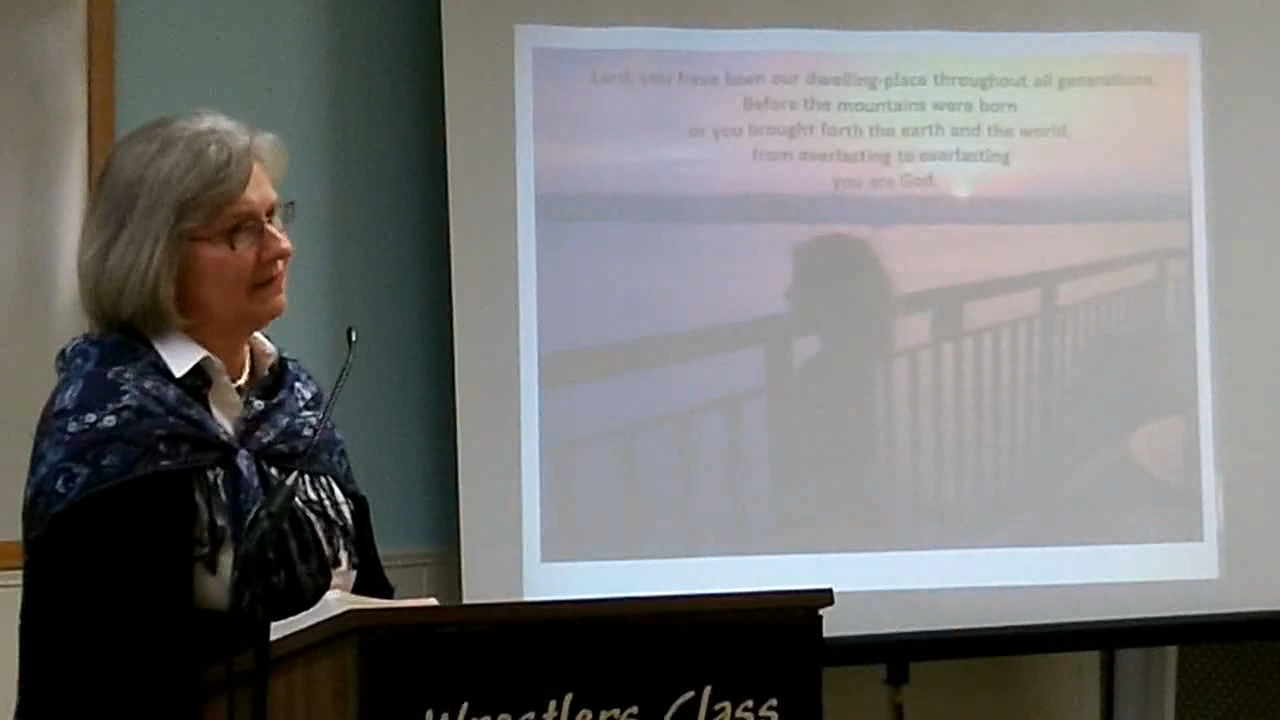 Lord, you have been our dwelling-place throughout all generations.
Before the mountains were born
or you brought forth the earth and the world,
from everlasting to everlasting
you are God.
Wrestlers Class